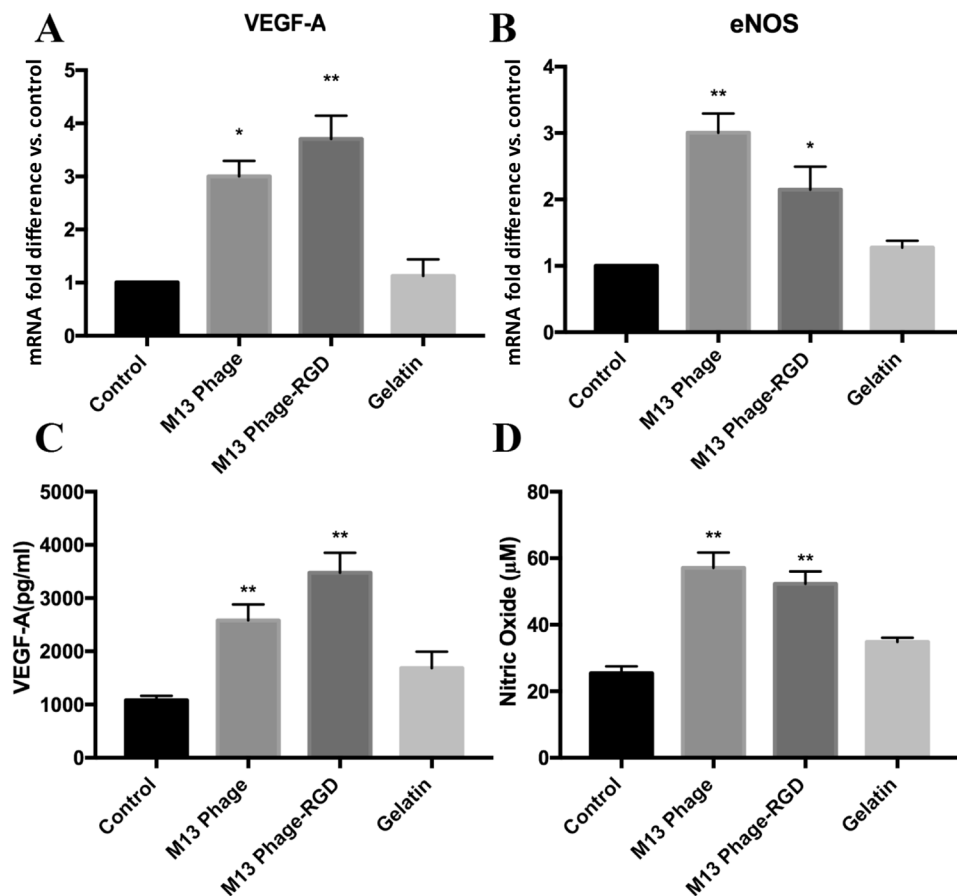 A
VEGF-A
mRNA fold difference vs. control
5
4
3
2
1
0
*
**
Control
M13 Phage
M13 Phage-RGD
Gelatin
B
eNOS
mRNA fold difference vs. control
4
3
2
1
0
**
*
Control
M13 Phage
M13 Phage-RGD
Gelatin
C
VEGF-A(pg/ml)
5000
4000
3000
2000
1000
0
**
**
Control
M13 Phage
M13 Phage-RGD
Gelatin
D
Nitric Oxide (μM)
80
60
40
20
0
**
**
Control
M13 Phage
M13 Phage-RGD
Gelatin